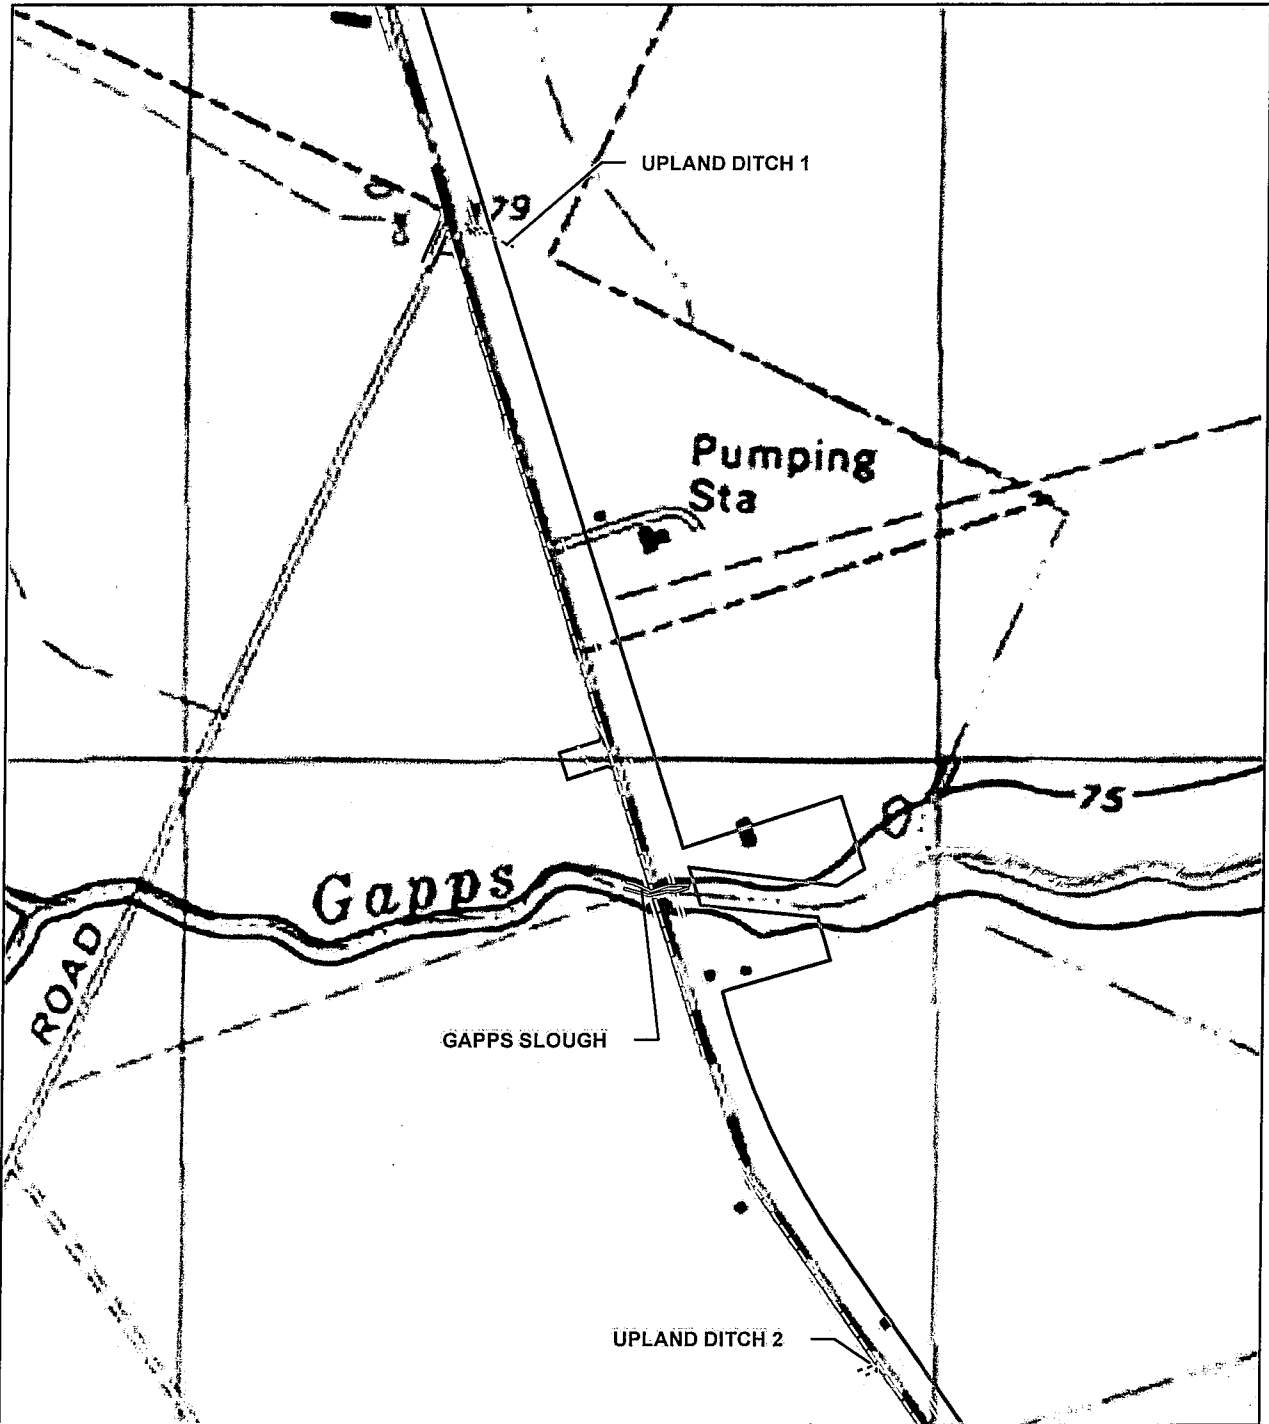 UPLAND DITCH 1
79
Pumping
Sta
75
Gapps
ROAD
GAPPS SLOUGH
UPLAND DITCH 2